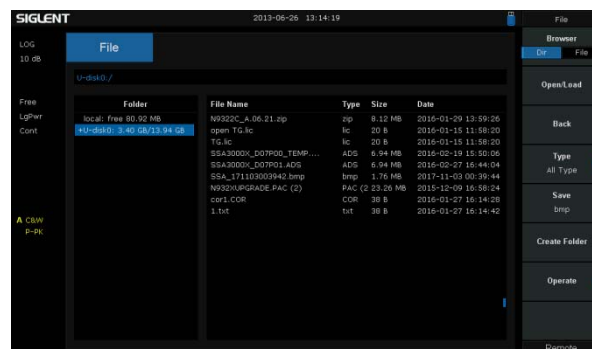 SIGLENT 2013-06-26 13:14:19 File
LOG
10 dB
File
Browser
Dir File
U-disk0:/
Open/Load
Free
LgPwr
Cont
Folder
local: free 80.92 MB
+U-disk0: 3.40 GB/13.94 GB
File Name Type Size Date
N9322C_A.06.21.zip zip 8.12 MB 2016-01-29 13:59:26
open TG.lic lic 20 B 2016-01-15 11:58:20
TG.lic lic 20 B 2016-01-15 11:58:20
SSA3000X_D07P00_TEMP.... ADS 6.94 MB 2016-02-19 15:50:06
SSA3000X_D07P01.ADS ADS 6.94 MB 2016-02-27 16:44:04
SSA_171103003942.bmp bmp 1.76 MB 2017-11-03 00:39:44
N932XUPGRADE.PAC (2) PAC (2 23.26 MB 2015-12-09 16:58:24
cor1.COR COR 38 B 2016-01-27 16:14:28
1.txt txt 38 B 2016-01-27 16:14:42
Back
Type
All Type
Save
bmp
A C&W
P-PK
Create Folder
Operate
Remote